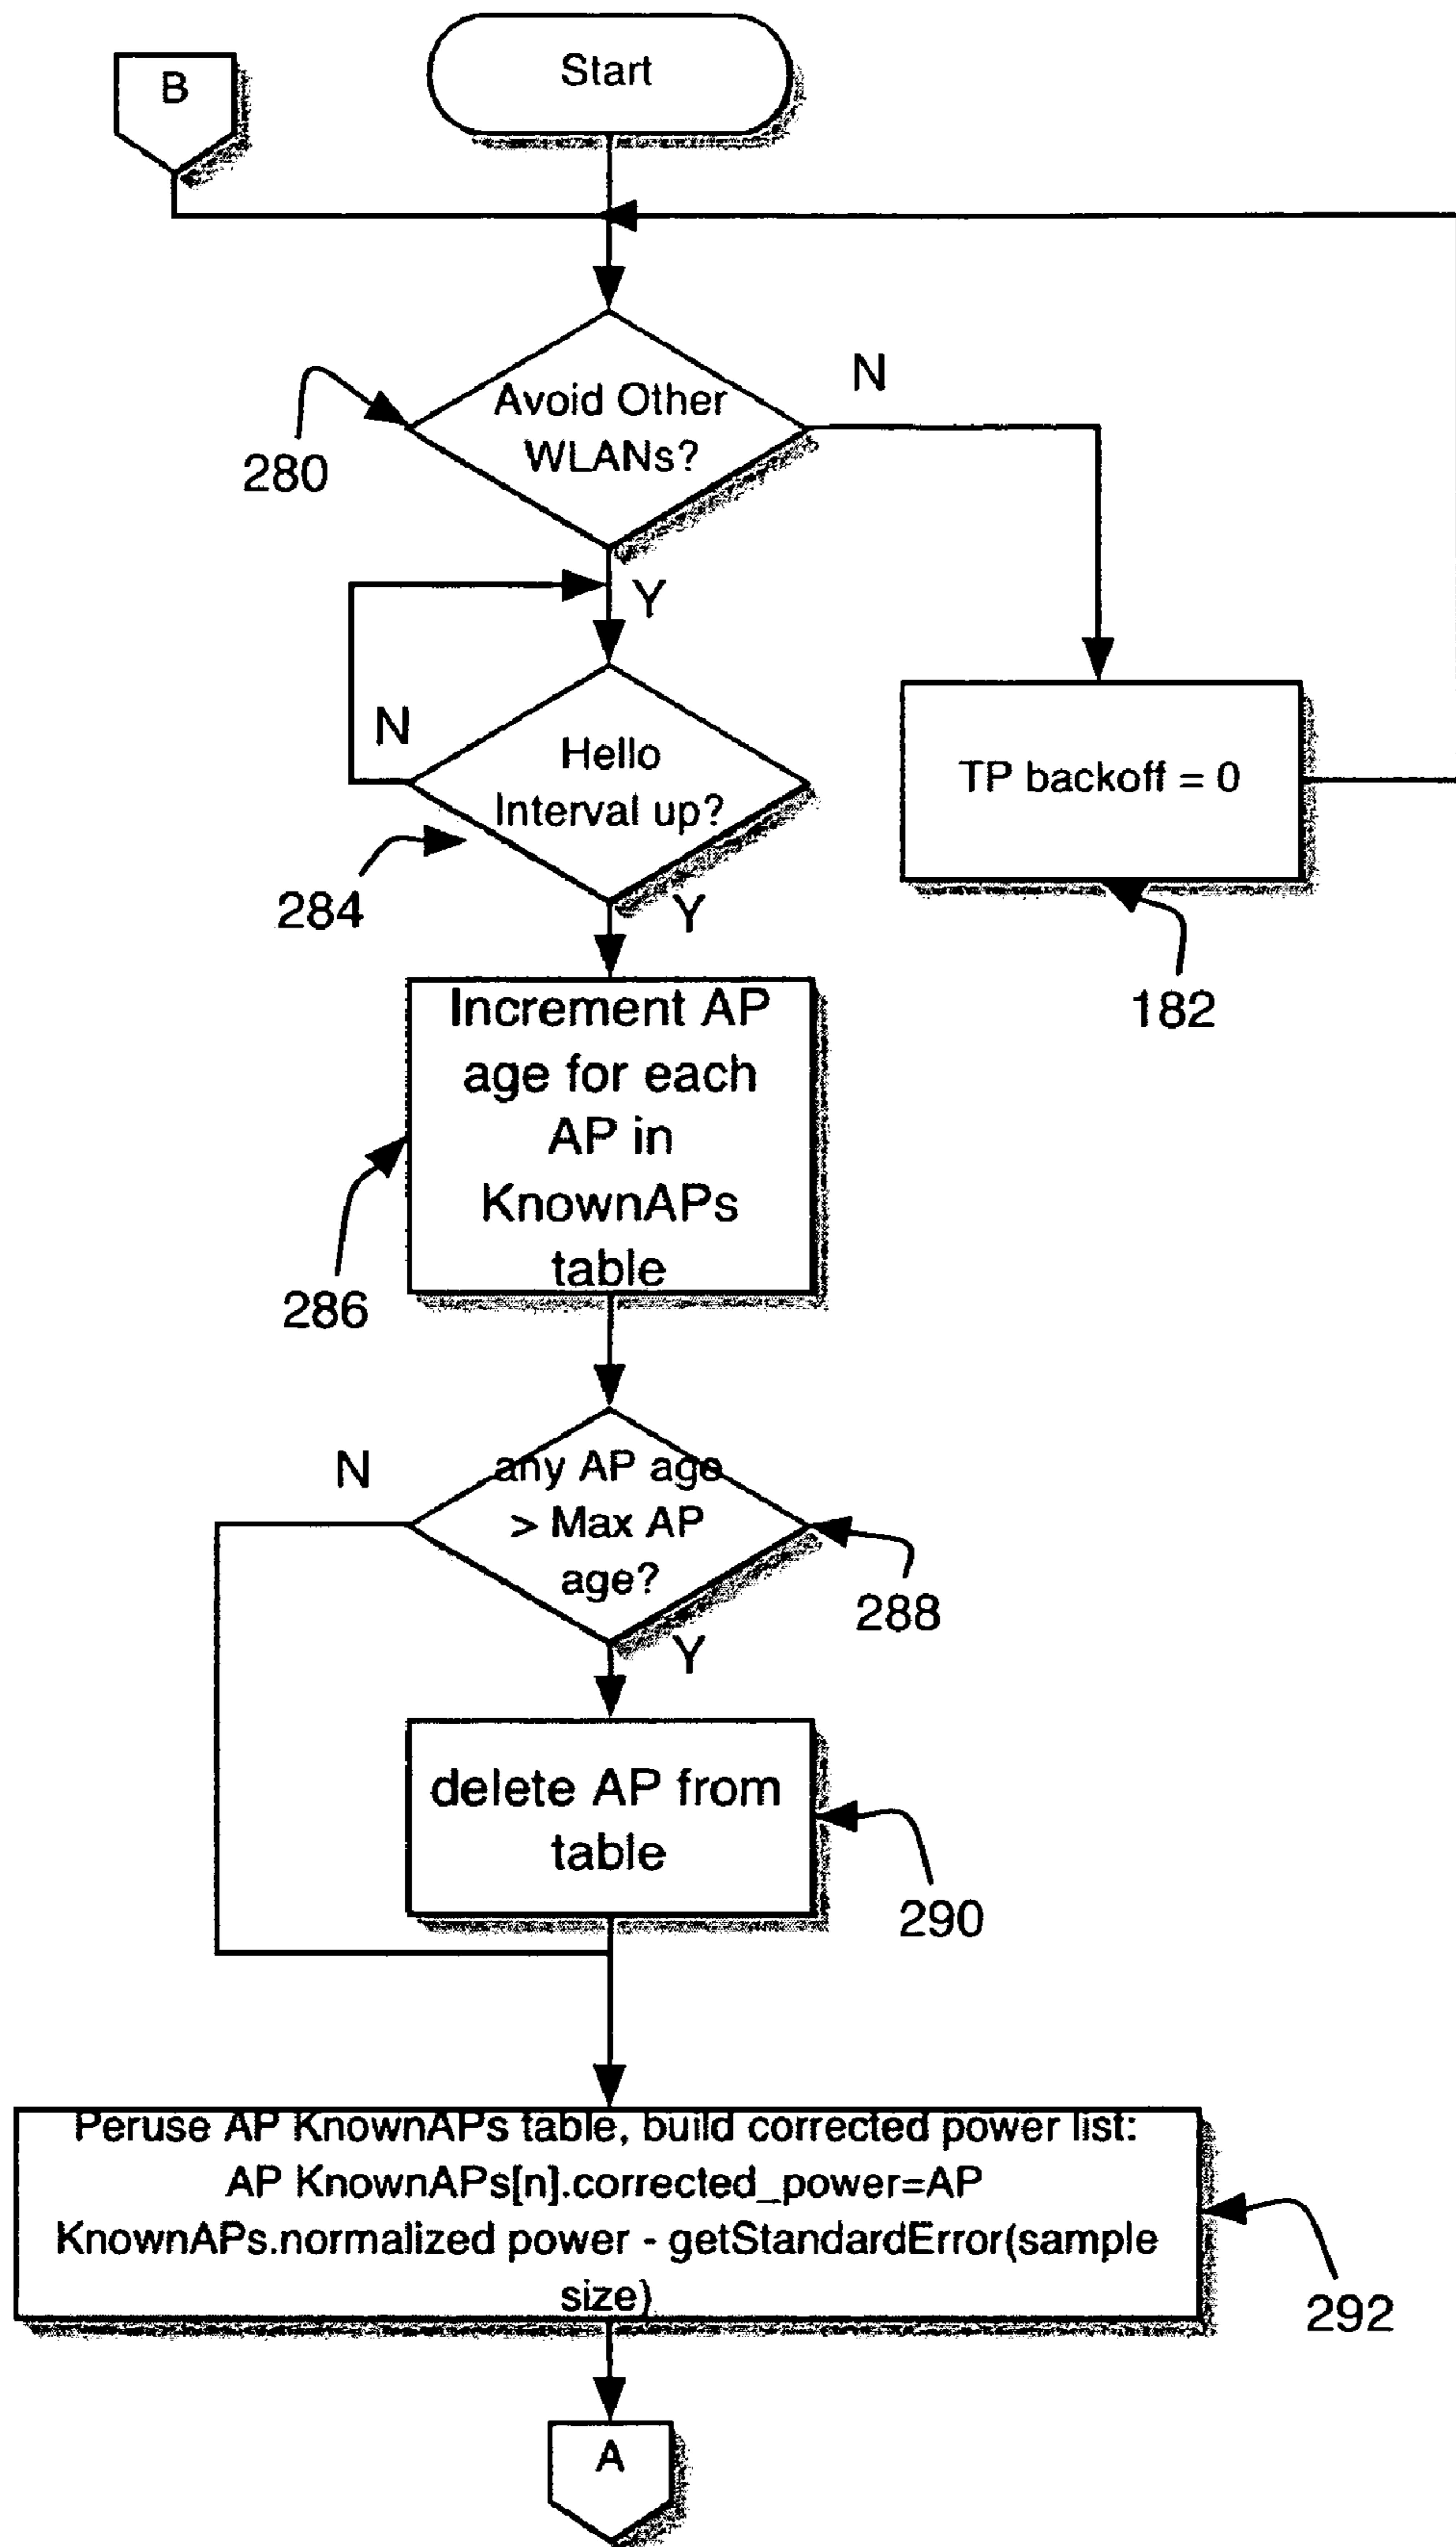 B
Start
Avoid Other
WLANs?
N
280
Y
N
Hello
Interval up?
TP backoff = 0
284
Y
182
Increment AP
age for each
AP in
KnownAPs
table
286
N
any AP age
> Max AP
age?
288
Y
delete AP from
table
290
Peruse AP KnownAPs table, build corrected power list:
AP KnownAPs[n].corrected_power=AP
KnownAPs.normalized power - getStandardError(sample
size)
292
A